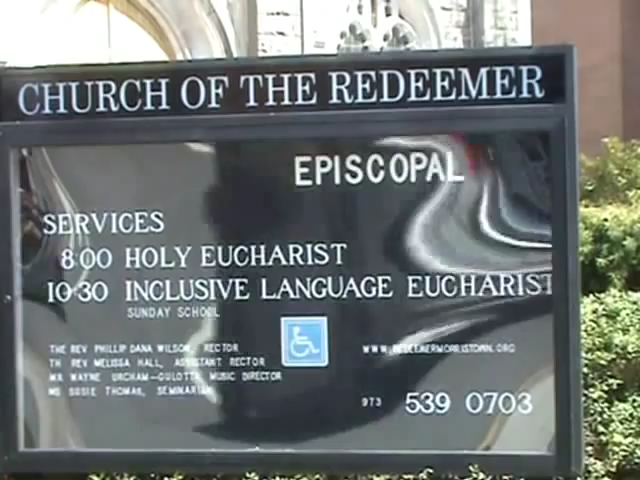 CHURCH OF THE REDEEMER
EPISCOPAL
SERVICES
8 00 HOLY EUCHARIST
10 30 INCLUSIVE LANGUAGE EUCHARIST
SUNDAY SCHOOL
THE REV PHILLIP DANA WILSON, RECTOR
TH REV MELISSA HALL, ASSISTANT RECTOR
MR WAYNE URCHAM-GULOTTA MUSIC DIRECTOR
MS SUSIE THOMAS, SEMINARIAN
WWW.REDEEMERMORRISTOWN.ORG
973 539 0703